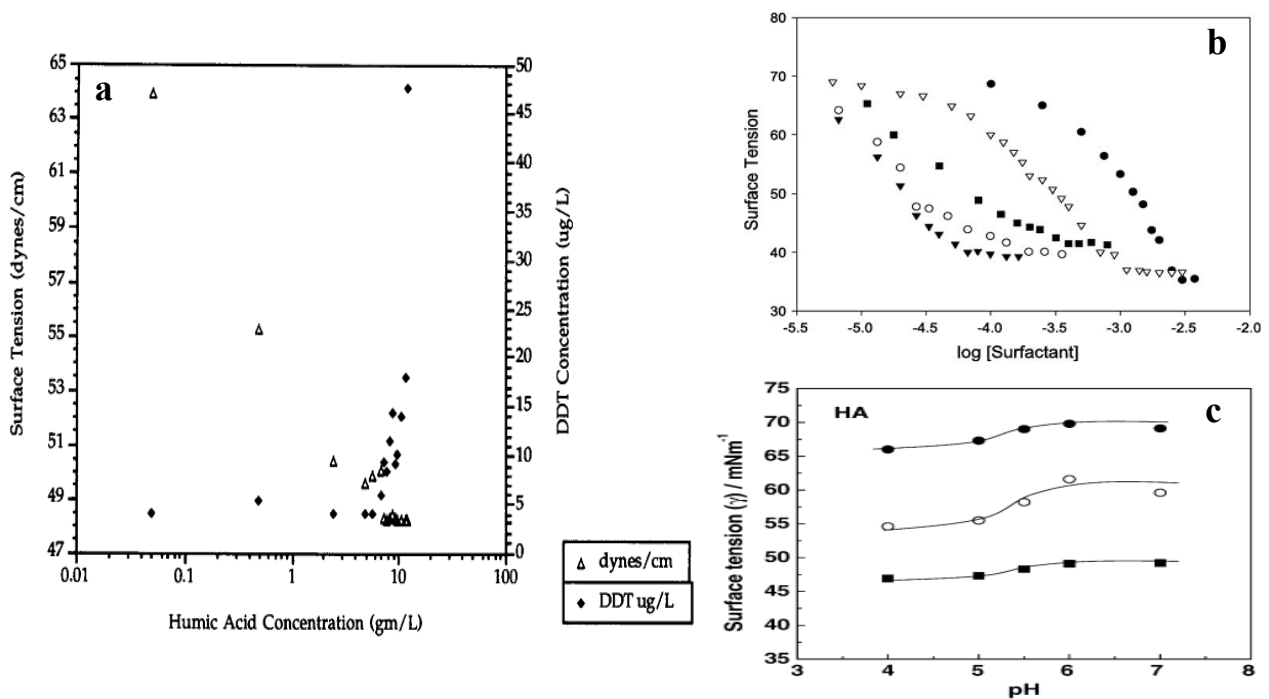 a
65
63
61
59
57
55
53
51
49
47
Surface Tension (dynes/cm)
50
45
40
35
30
25
20
15
10
5
0
DDT Concentration (ug/L)
0.01 0.1 1 10 100
Humic Acid Concentration (gm/L)
dynes/cm
DDT ug/L
b
70
60
50
40
30
Surface Tension
-5.5 -5.0 -4.5 -4.0 -3.5 -3.0 -2.5 -2.0
log [Surfactant]
HA
c
75
70
65
60
55
50
45
40
35
Surface tension (γ) / mNm-1
3 4 5 6 7 8
pH